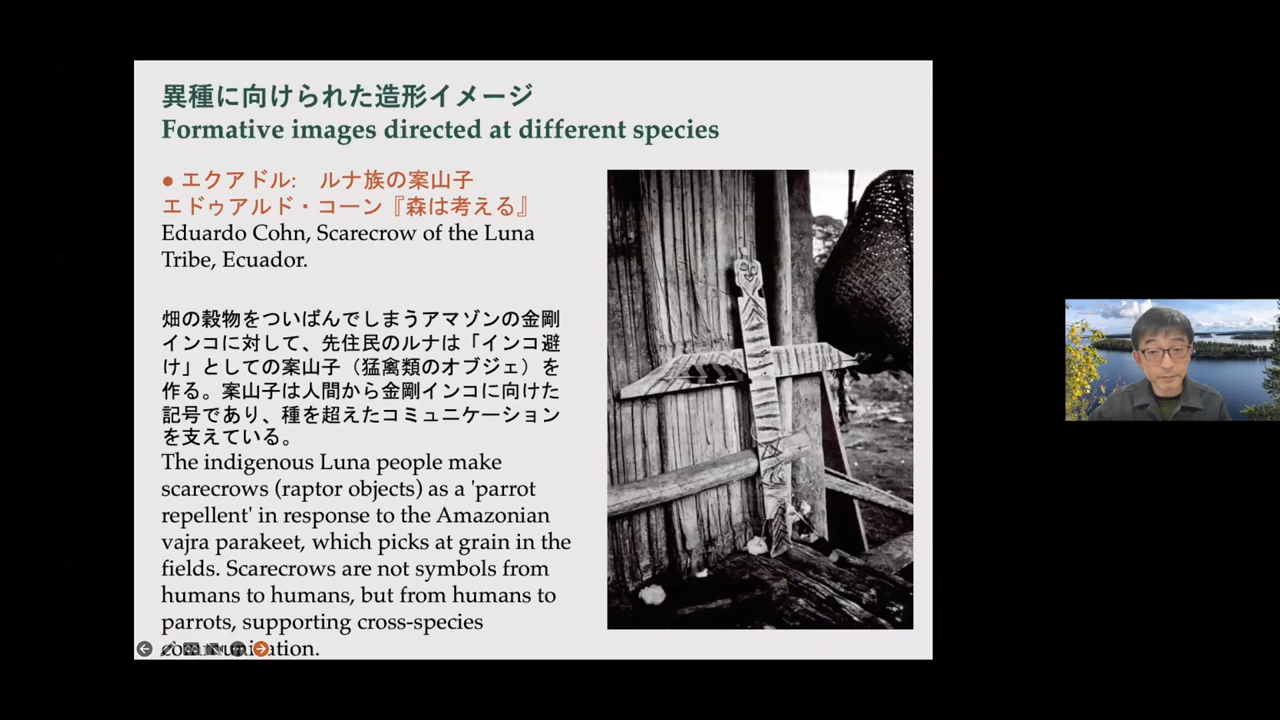 異種に向けられた造形イメージ
Formative images directed at different species
● エクアドル:　ルナ族の案山子
エドゥアルド・コーン『森は考える』
Eduardo Cohn, Scarecrow of the Luna
Tribe, Ecuador.
畑の穀物をついばんでしまうアマゾンの金剛
インコに対して、先住民のルナは「インコ避
け」としての案山子（猛禽類のオブジェ）を
作る。案山子は人間から金剛インコに向けた
記号であり、種を超えたコミュニケーション
を支えている。
The indigenous Luna people make
scarecrows (raptor objects) as a 'parrot
repellent' in response to the Amazonian
vajra parakeet, which picks at grain in the
fields. Scarecrows are not symbols from
humans to humans, but from humans to
parrots, supporting cross-species
communication.